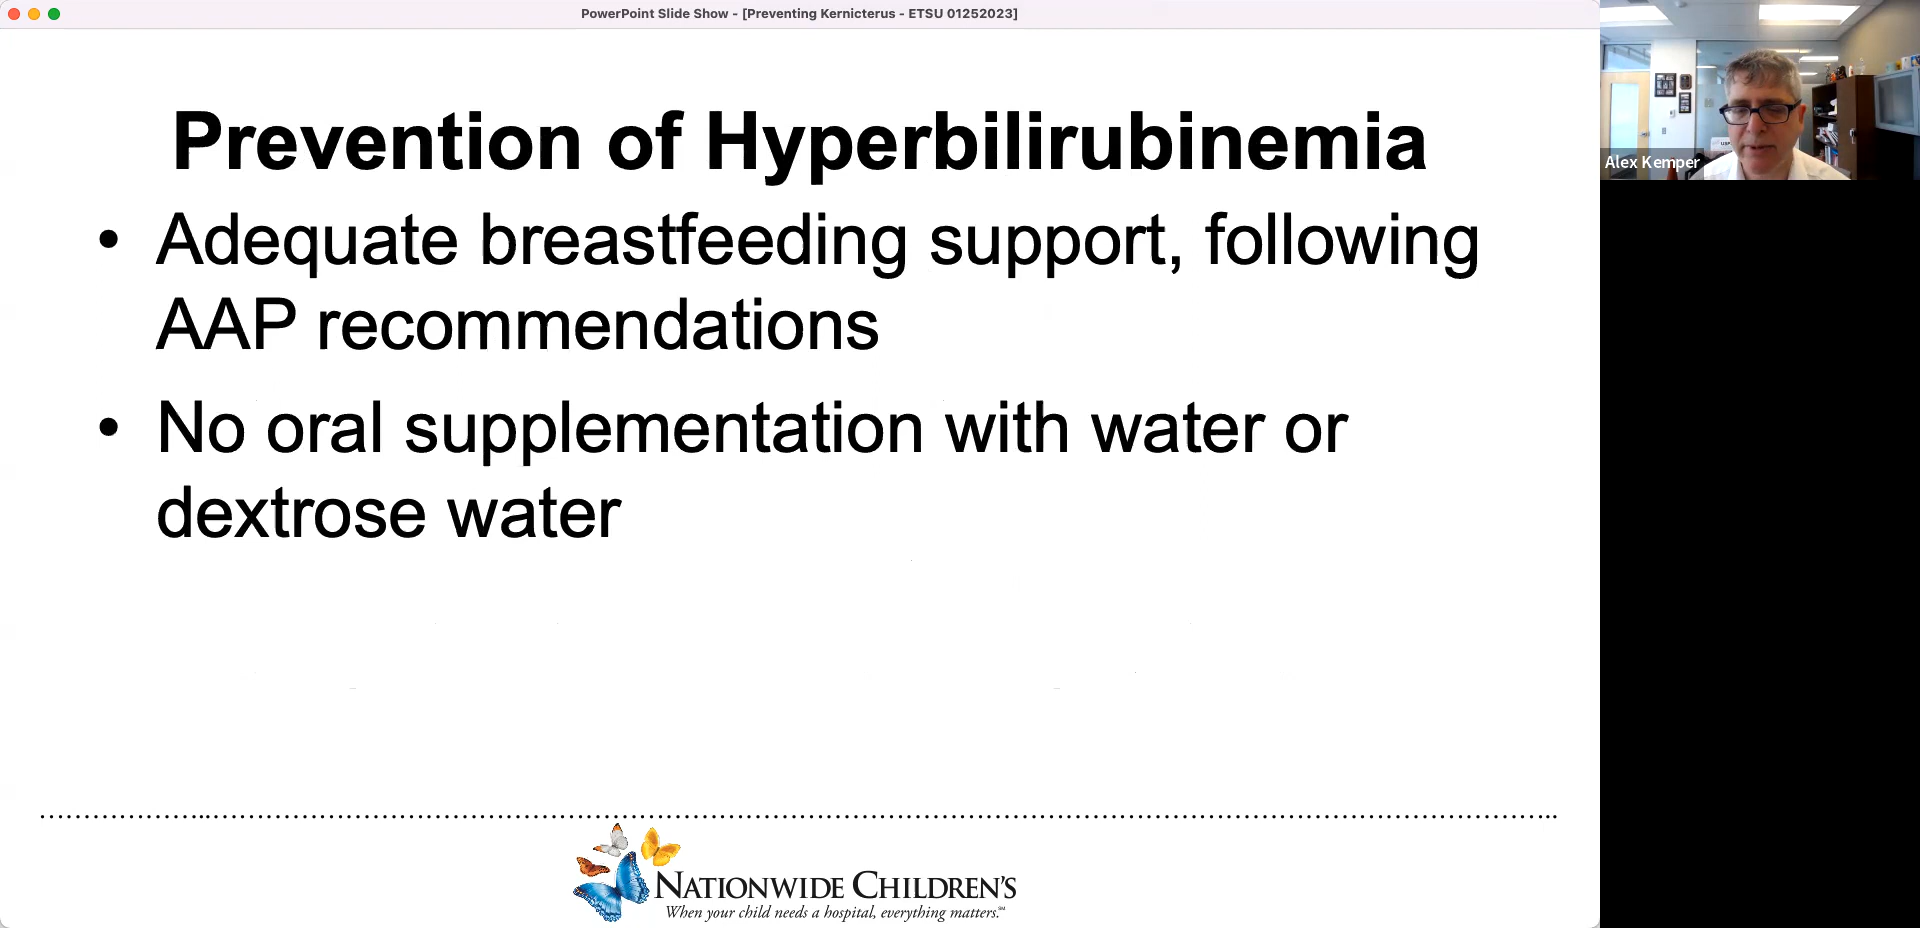 PowerPoint Slide Show - [Preventing Kernicterus - ETSU 01252023]
Prevention of Hyperbilirubinemia
• Adequate breastfeeding support, following
AAP recommendations
• No oral supplementation with water or
dextrose water
NATIONWIDE CHILDREN'S
When your child needs a hospital, everything matters.℠
Alex Kemper